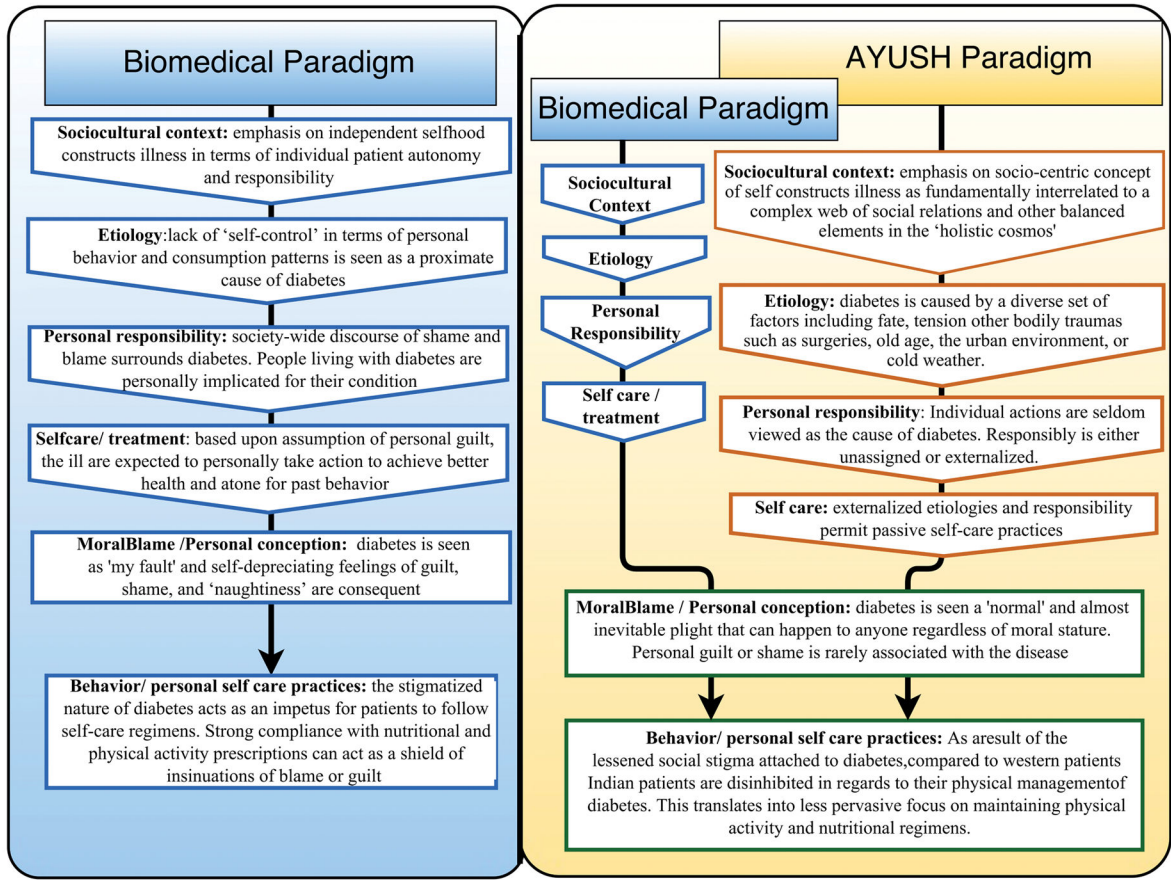 Biomedical Paradigm
Sociocultural context: emphasis on independent selfhood
constructs illness in terms of individual patient autonomy
and responsibility
Etiology:lack of ‘self-control’ in terms of personal
behavior and consumption patterns is seen as a proximate
cause of diabetes
Personal responsibility: society-wide discourse of shame and
blame surrounds diabetes. People living with diabetes are
personally implicated for their condition
Selfcare/ treatment: based upon assumption of personal guilt,
the ill are expected to personally take action to achieve better
health and atone for past behavior
MoralBlame /Personal conception: diabetes is seen
as 'my fault' and self-depreciating feelings of guilt,
shame, and ‘naughtiness’ are consequent
Behavior/ personal self care practices: the stigmatized
nature of diabetes acts as an impetus for patients to follow
self-care regimens. Strong compliance with nutritional and
physical activity prescriptions can act as a shield of
insinuations of blame or guilt
AYUSH Paradigm
Biomedical Paradigm
Sociocultural
Context
Etiology
Personal
Responsibility
Self care /
treatment
Sociocultural context: emphasis on socio-centric concept
of self constructs illness as fundamentally interrelated to a
complex web of social relations and other balanced
elements in the ‘holistic cosmos'
Etiology: diabetes is caused by a diverse set of
factors including fate, tension other bodily traumas
such as surgeries, old age, the urban environment, or
cold weather.
Personal responsibility: Individual actions are seldom
viewed as the cause of diabetes. Responsibly is either
unassigned or externalized.
Self care: externalized etiologies and responsibility
permit passive self-care practices
MoralBlame / Personal conception: diabetes is seen a 'normal' and almost
inevitable plight that can happen to anyone regardless of moral stature.
Personal guilt or shame is rarely associated with the disease
Behavior/ personal self care practices: As aresult of the
lessened social stigma attached to diabetes,compared to western patients
Indian patients are disinhibited in regards to their physical managementof
diabetes. This translates into less pervasive focus on maintaining physical
activity and nutritional regimens.